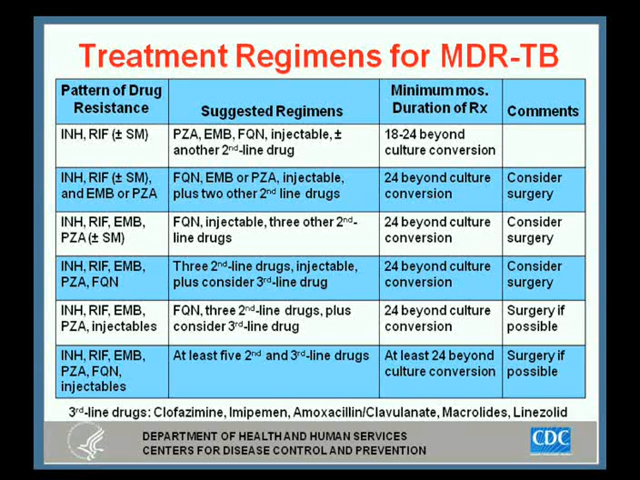 Treatment Regimens for MDR-TB
Pattern of Drug
Resistance
Suggested Regimens
Minimum mos.
Duration of Rx
Comments
INH, RIF (± SM)
PZA, EMB, FQN, injectable, ±
another 2nd-line drug
18-24 beyond
culture conversion
INH, RIF (± SM),
and EMB or PZA
FQN, EMB or PZA, injectable,
plus two other 2nd line drugs
24 beyond culture
conversion
Consider
surgery
INH, RIF, EMB,
PZA (± SM)
FQN, injectable, three other 2nd-
line drugs
24 beyond culture
conversion
Consider
surgery
INH, RIF, EMB,
PZA, FQN
Three 2nd-line drugs, injectable,
plus consider 3rd-line drug
24 beyond culture
conversion
Consider
surgery
INH, RIF, EMB,
PZA, injectables
FQN, three 2nd-line drugs, plus
consider 3rd-line drug
24 beyond culture
conversion
Surgery if
possible
INH, RIF, EMB,
PZA, FQN,
injectables
At least five 2nd and 3rd-line drugs
At least 24 beyond
culture conversion
Surgery if
possible
3rd-line drugs: Clofazimine, Imipemen, Amoxacillin/Clavulanate, Macrolides, Linezolid
DEPARTMENT OF HEALTH AND HUMAN SERVICES
CENTERS FOR DISEASE CONTROL AND PREVENTION
CDC